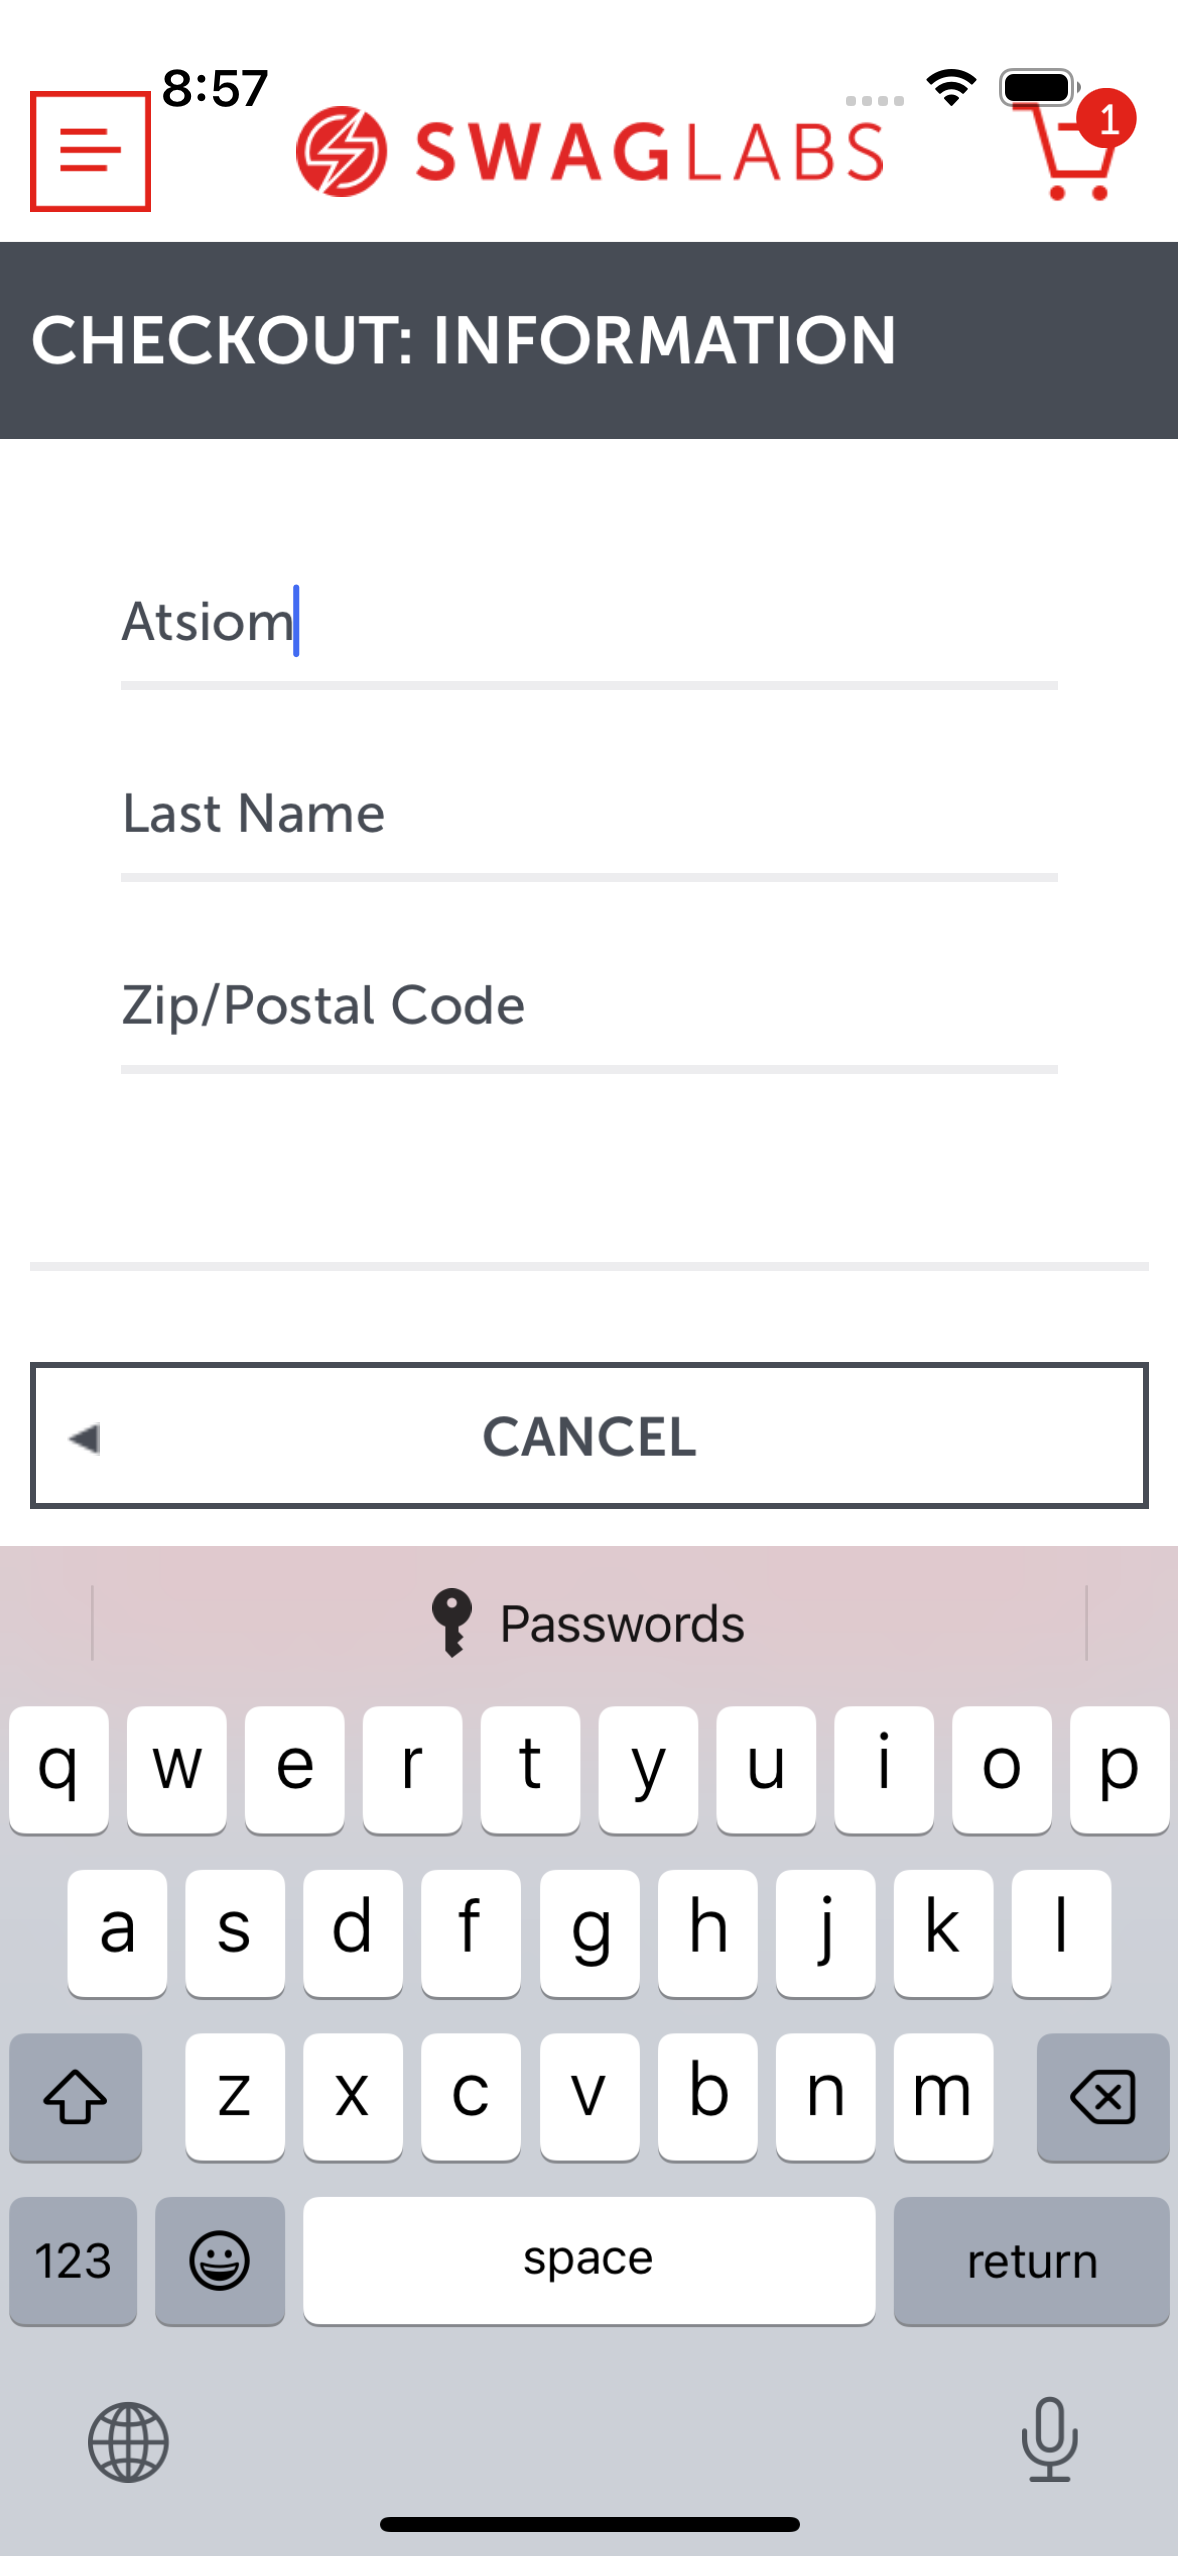 8:57
SWAGLABS
1
CHECKOUT: INFORMATION
Atsiom
Last Name
Zip/Postal Code
CANCEL
Passwords
q w e r t y u i o p
a s d f g h j k l
z x c v b n m
123 space return